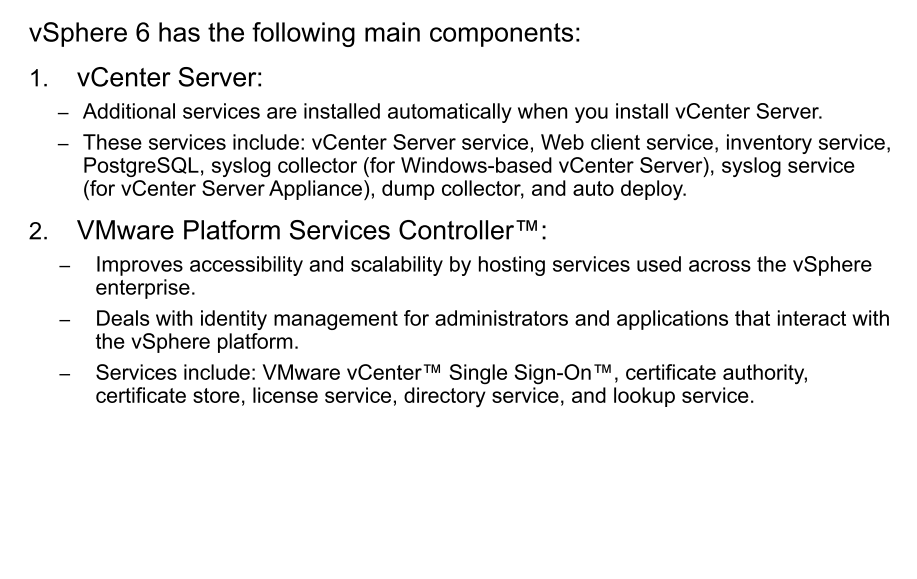 vSphere 6 has the following main components:
1. vCenter Server:
– Additional services are installed automatically when you install vCenter Server.
– These services include: vCenter Server service, Web client service, inventory service,
PostgreSQL, syslog collector (for Windows-based vCenter Server), syslog service
(for vCenter Server Appliance), dump collector, and auto deploy.
2. VMware Platform Services Controller™:
– Improves accessibility and scalability by hosting services used across the vSphere
enterprise.
– Deals with identity management for administrators and applications that interact with
the vSphere platform.
– Services include: VMware vCenter™ Single Sign-On™, certificate authority,
certificate store, license service, directory service, and lookup service.